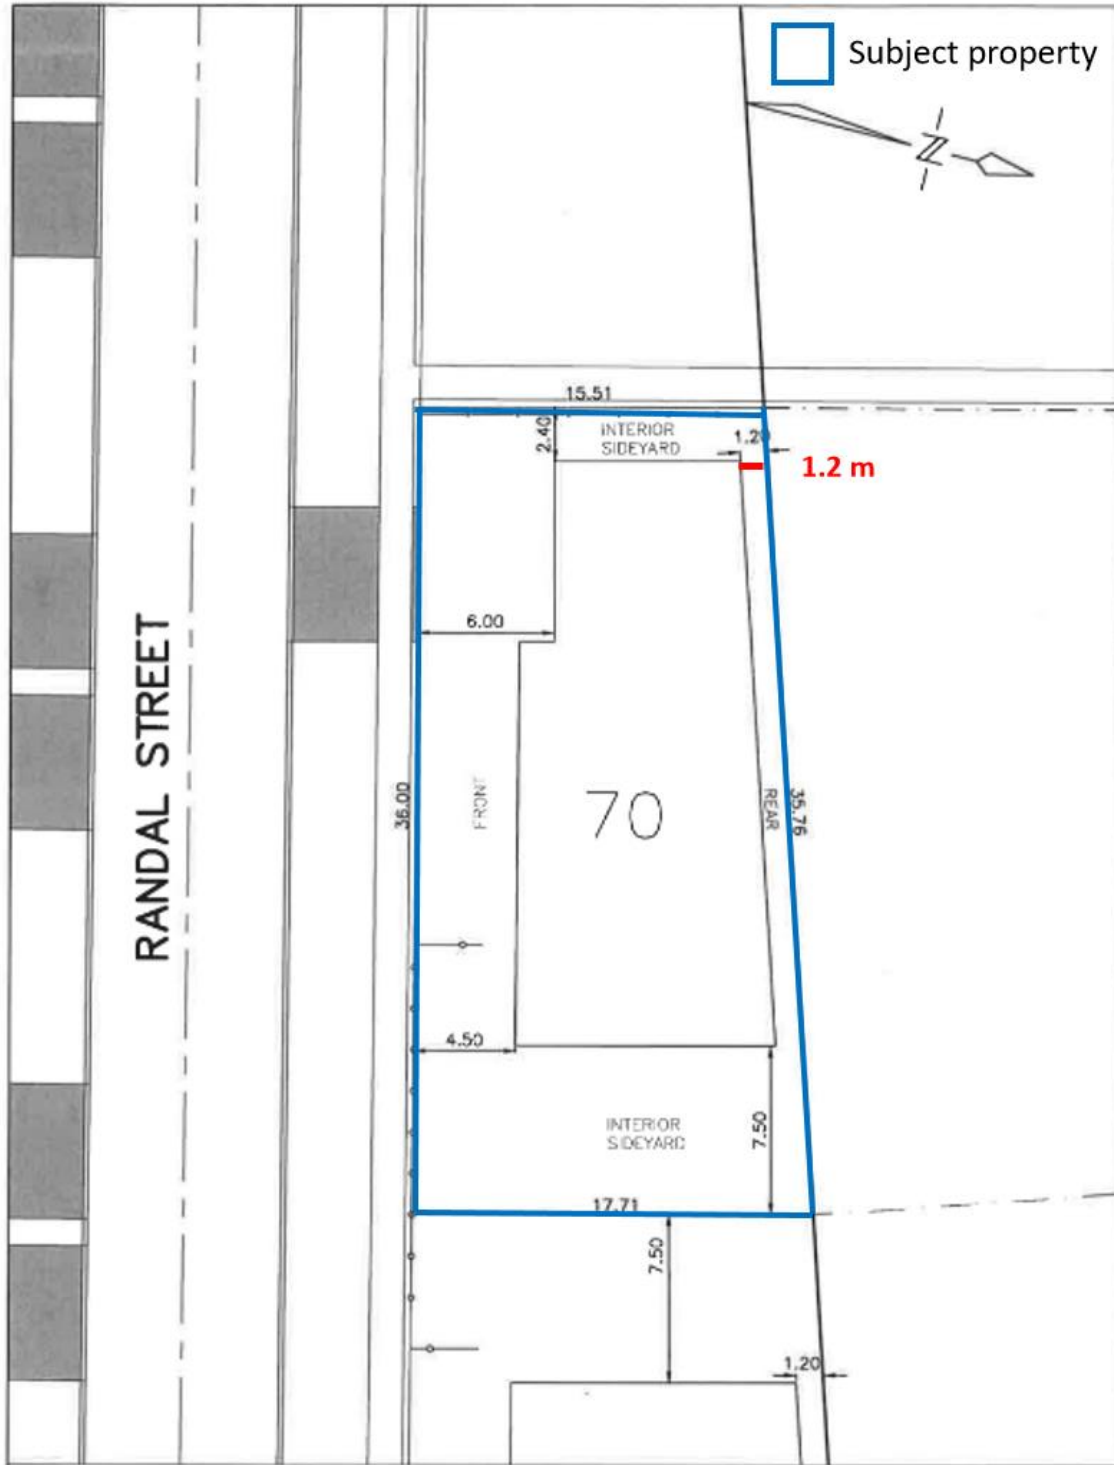 Subject property
N
15.51
2.40
INTERIOR
SIDEYARD
1.20
1.2 m
6.00
RANDAL STREET
36.00
FRONT
70
REAR
35.76
4.50
INTERIOR
SIDEYARD
7.50
17.71
7.50
1.20